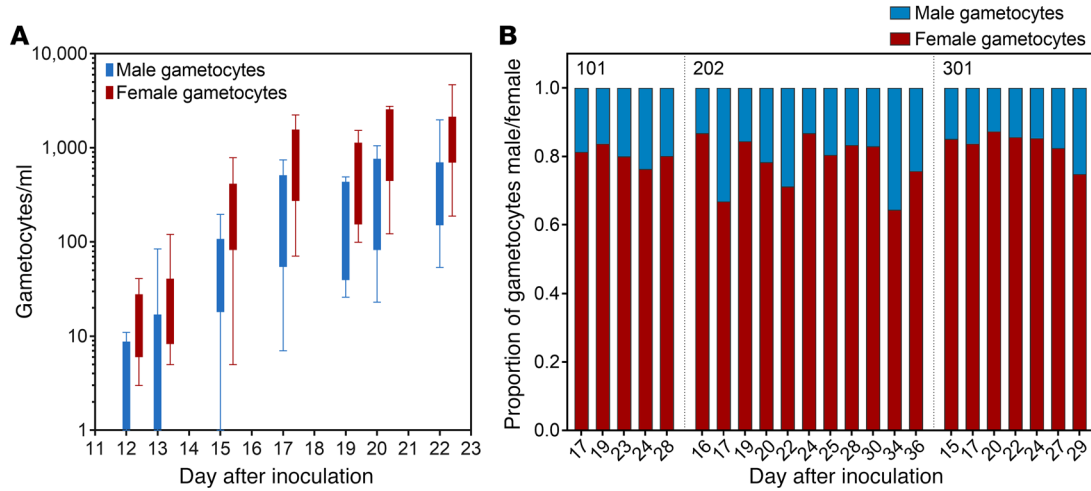 A
Gametocytes/ml
10,000
1,000
100
10
1
Male gametocytes
Female gametocytes
11 12 13 14 15 16 17 18 19 20 21 22 23
Day after inoculation
B
Male gametocytes
Female gametocytes
Proportion of gametocytes male/female
101 202 301
1.0
0.8
0.6
0.4
0.2
0.0
17 19 23 24 28 16 17 19 20 22 24 25 28 30 34 36 15 17 20 22 24 27 29
Day after inoculation